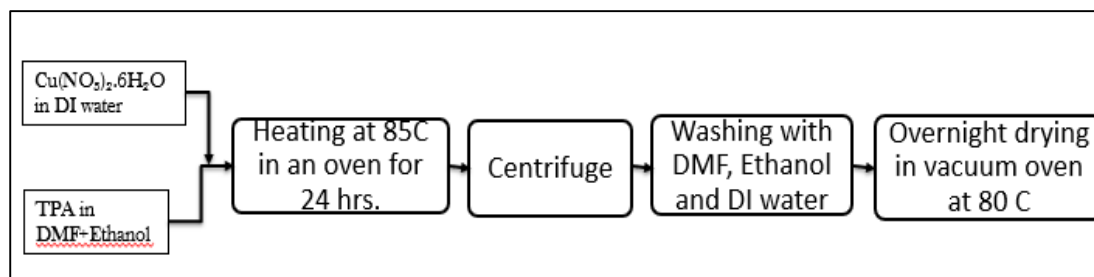 Cu(NO₃)₂.6H₂O
in DI water
TPA in
DMF+Ethanol
Heating at 85C
in an oven for
24 hrs.
Centrifuge
Washing with
DMF, Ethanol
and DI water
Overnight drying
in vacuum oven
at 80 C